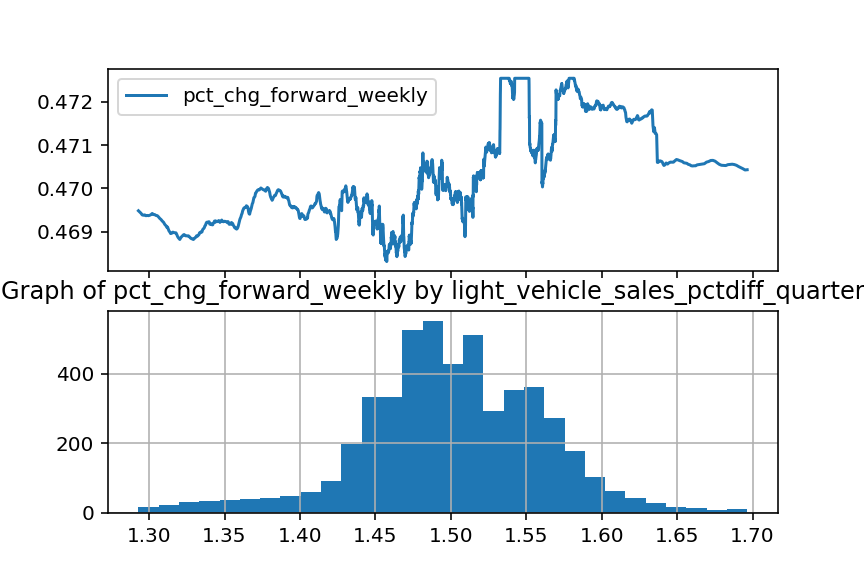 pct_chg_forward_weekly
0.472
0.471
0.470
0.469
Graph of pct_chg_forward_weekly by light_vehicle_sales_pctdiff_quarter
400
200
0
1.30 1.35 1.40 1.45 1.50 1.55 1.60 1.65 1.70